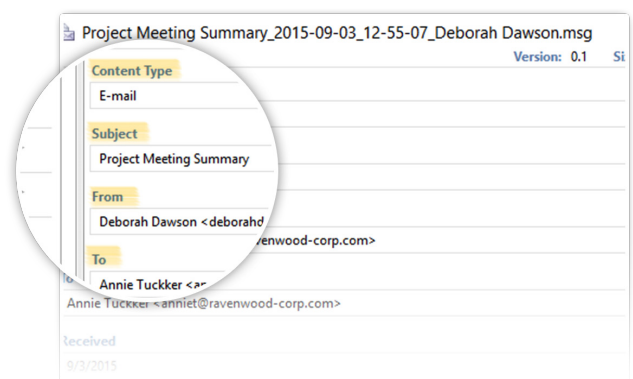 Project Meeting Summary_2015-09-03_12-55-07_Deborah Dawson.msg
Version: 0.1
Content Type
E-mail
Subject
Project Meeting Summary
From
Deborah Dawson <deborahd
venwood-corp.com>
To
Annie Tuckker <an
Annie Tuckker <anniet@ravenwood-corp.com>
Received
9/3/2015